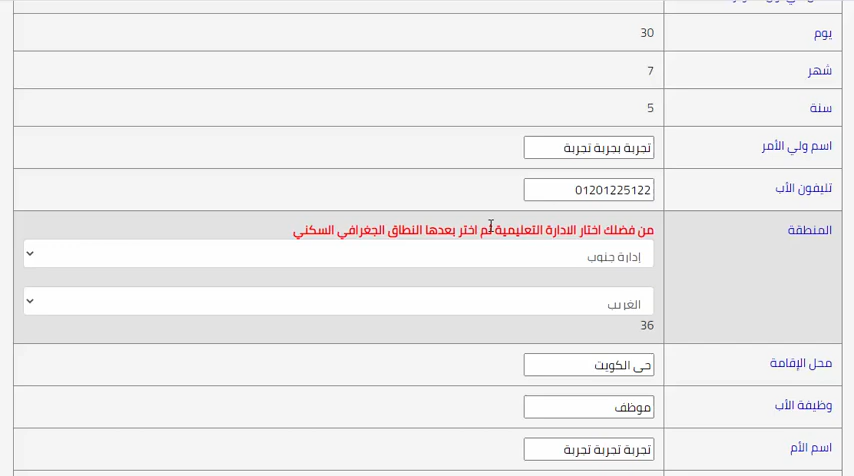 يوم 30
شهر 7
سنة 5
اسم ولي الأمر تجربة بجربة تجربة
تليفون الأب 01201225122
المنطقة من فضلك اختار الادارة التعليمية ثم اختر بعدها النطاق الجغرافي السكني
إدارة جنوب
الغريب
36
محل الإقامة حى الكويت
وظيفة الأب موظف
اسم الأم تجربة تجربة تجربة